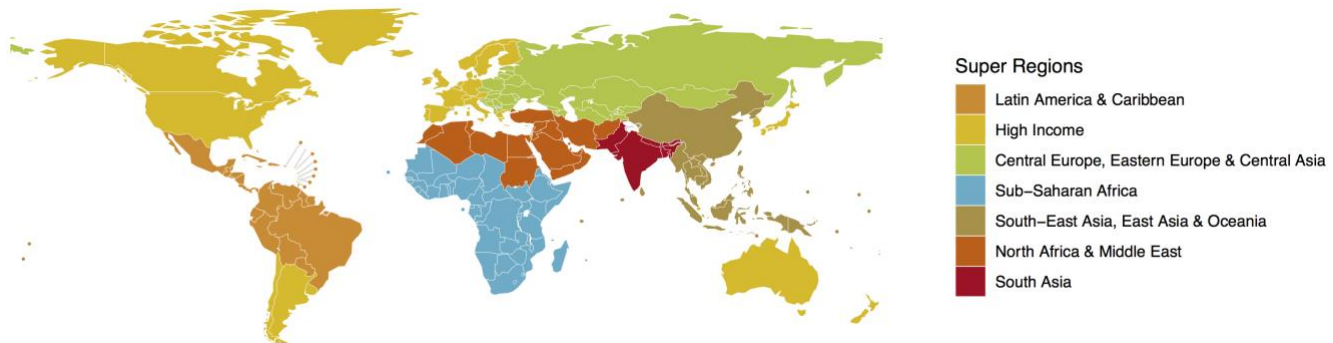 Super Regions
Latin America & Caribbean
High Income
Central Europe, Eastern Europe & Central Asia
Sub−Saharan Africa
South−East Asia, East Asia & Oceania
North Africa & Middle East
South Asia